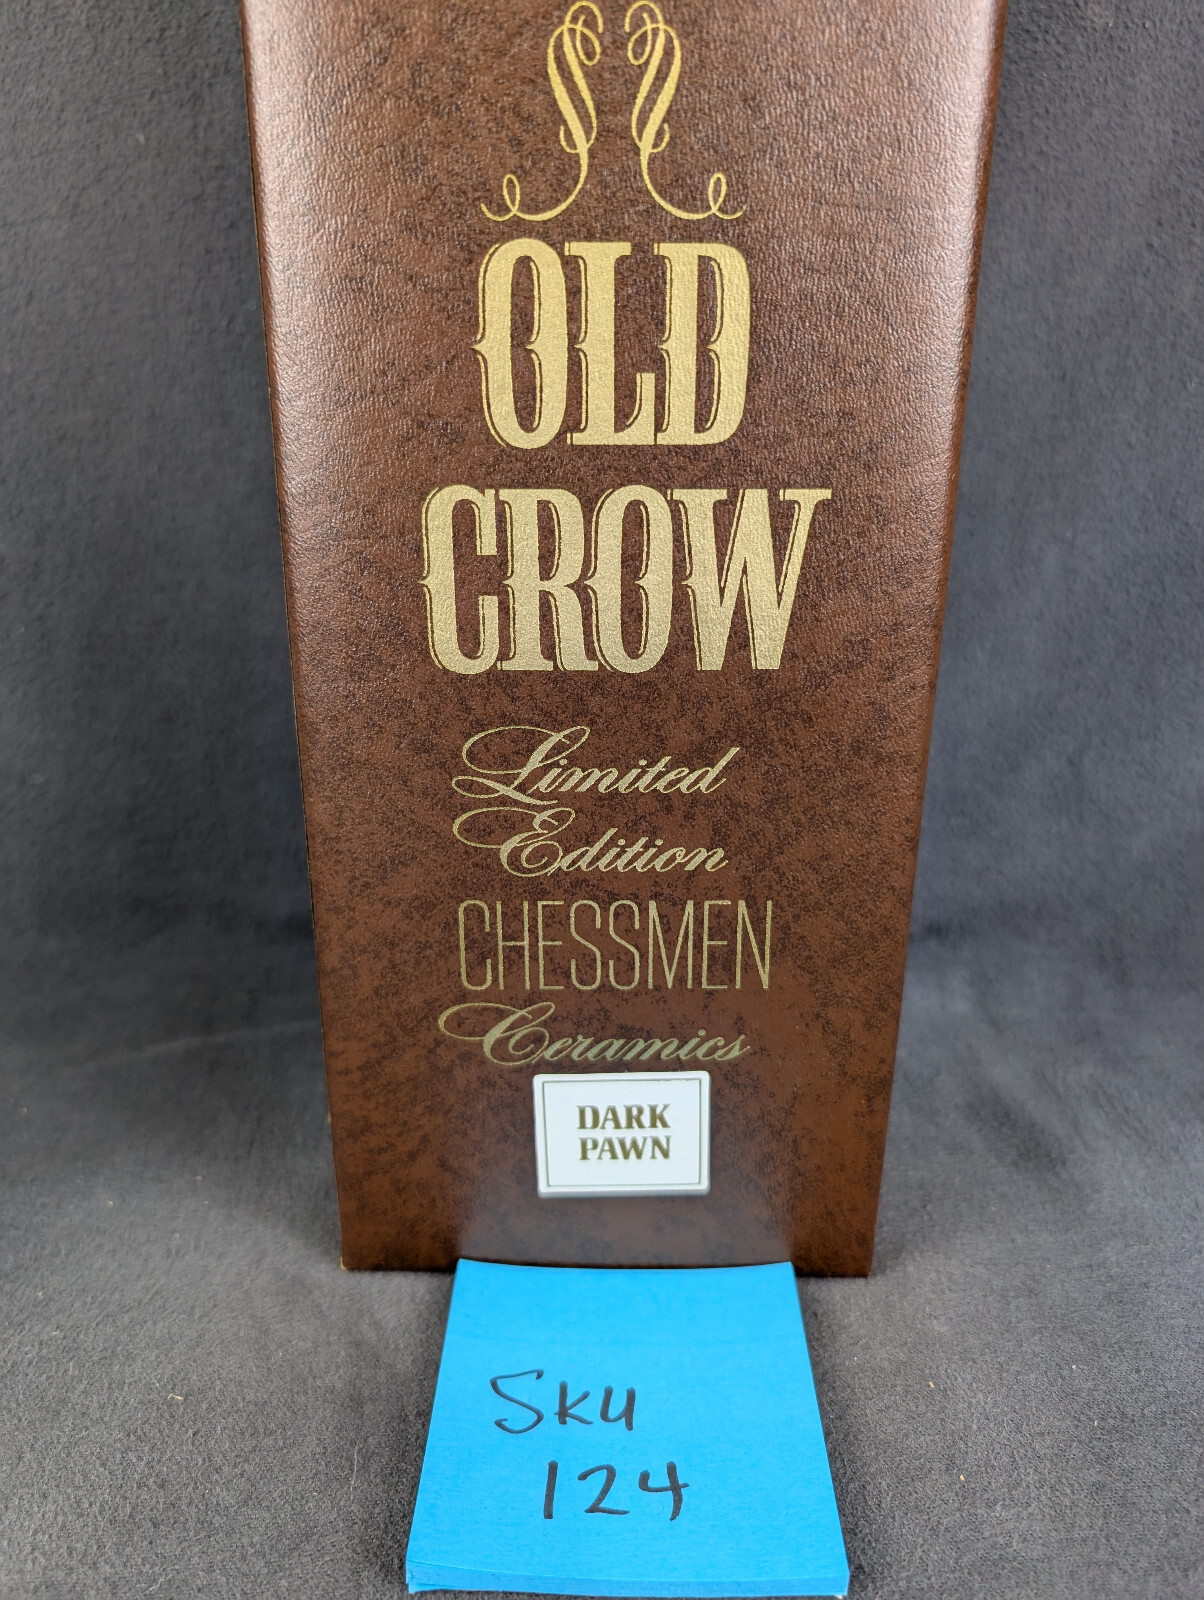 OLD
CROW
Limited
Edition
CHESSMEN
Ceramics
DARK
PAWN
SKU
124